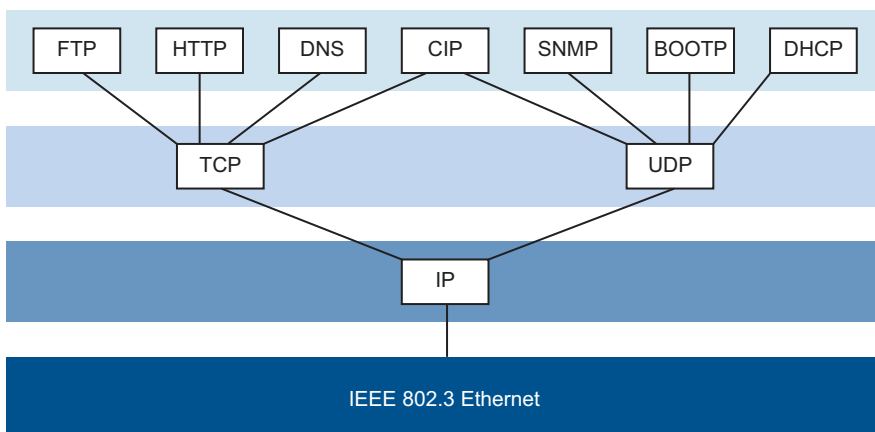 FTP
HTTP
DNS
CIP
SNMP
BOOTP
DHCP
TCP
UDP
IP
IEEE 802.3 Ethernet